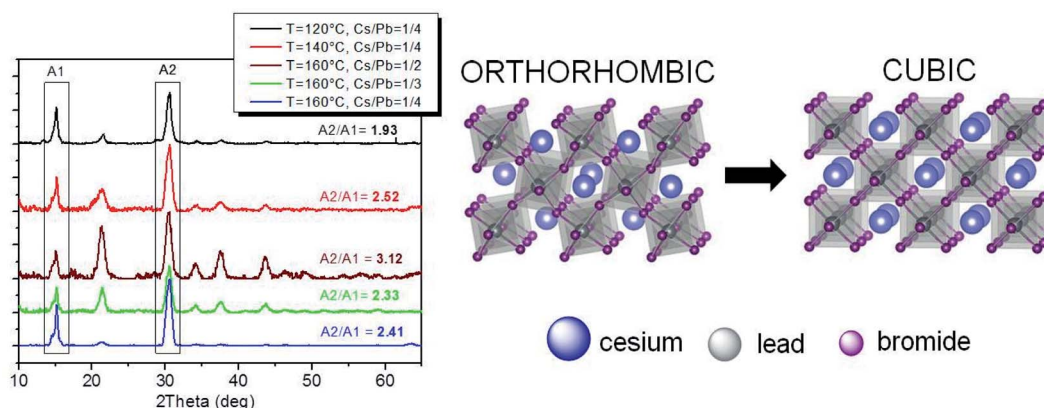 T=120°C, Cs/Pb=1/4
T=140°C, Cs/Pb=1/4
T=160°C, Cs/Pb=1/2
T=160°C, Cs/Pb=1/3
T=160°C, Cs/Pb=1/4
A1
A2
A2/A1= 1.93
A2/A1= 2.52
A2/A1= 3.12
A2/A1= 2.33
A2/A1 = 2.41
10 20 30 40 50 60
2Theta (deg)
ORTHORHOMBIC
CUBIC
cesium
lead
bromide